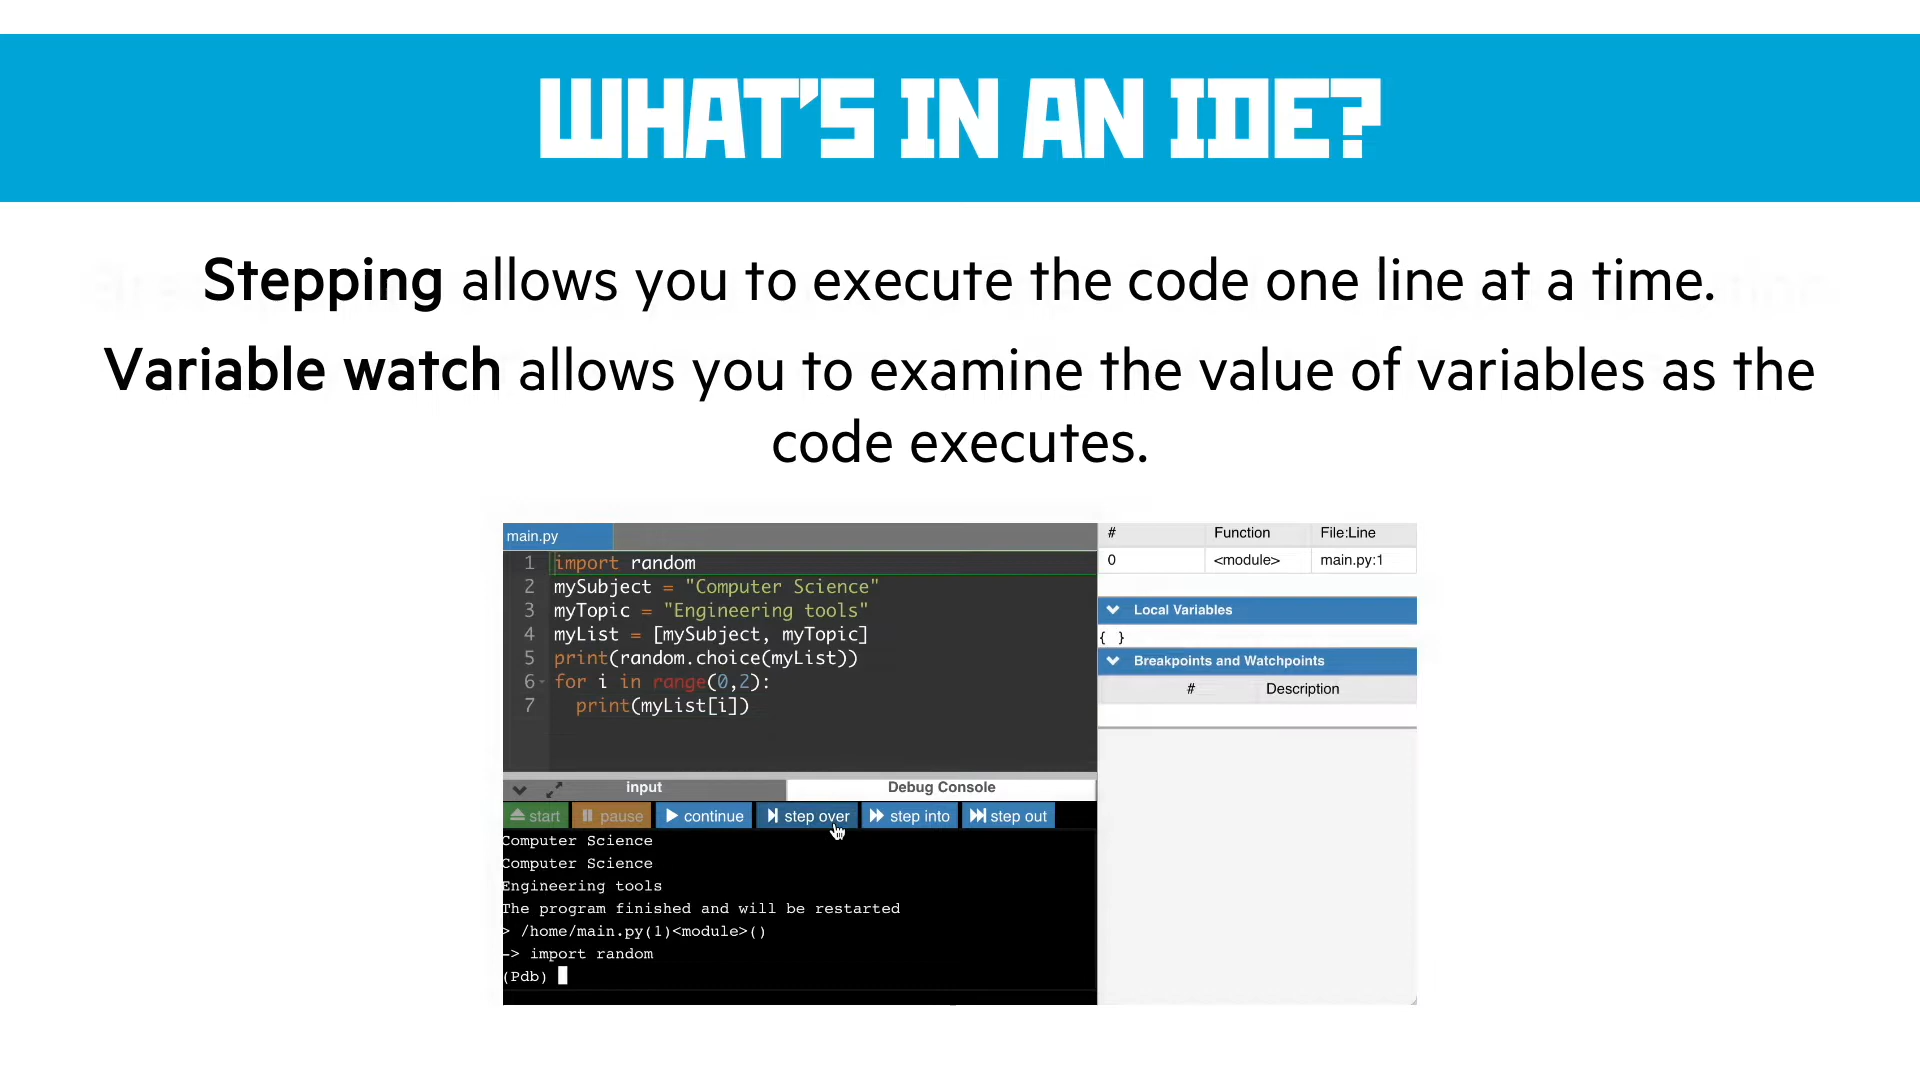 WHAT'S IN AN IDE?
Stepping allows you to execute the code one line at a time.
Variable watch allows you to examine the value of variables as the
code executes.
main.py
1 import random
2 mySubject = "Computer Science"
3 myTopic = "Engineering tools"
4 myList = [mySubject, myTopic]
5 print(random.choice(myList))
6 for i in range(0,2):
7   print(myList[i])
# Function File:Line
0 <module> main.py:1
Local Variables
{ }
Breakpoints and Watchpoints
# Description
input Debug Console
start pause continue step over step into step out
Computer Science
Computer Science
Engineering tools
The program finished and will be restarted
> /home/main.py(1)<module>()
-> import random
(Pdb)